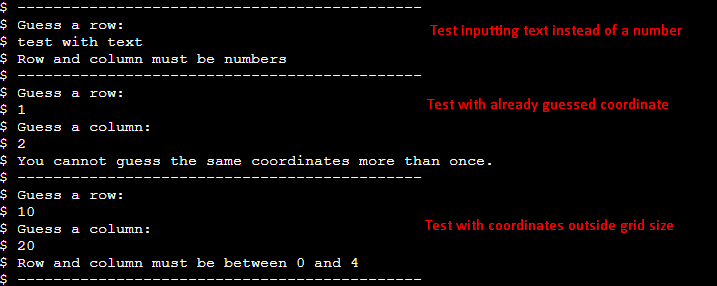 $ ---------------------------------------------
$ Guess a row:
Test inputting text instead of a number
$ test with text
$ Row and column must be numbers
$ ---------------------------------------------
$ Guess a row:
Test with already guessed coordinate
$ 1
$ Guess a column:
$ 2
$ You cannot guess the same coordinates more than once.
$ ---------------------------------------------
$ Guess a row:
$ 10
Test with coordinates outside grid size
$ Guess a column:
$ 20
$ Row and column must be between 0 and 4
$ ---------------------------------------------